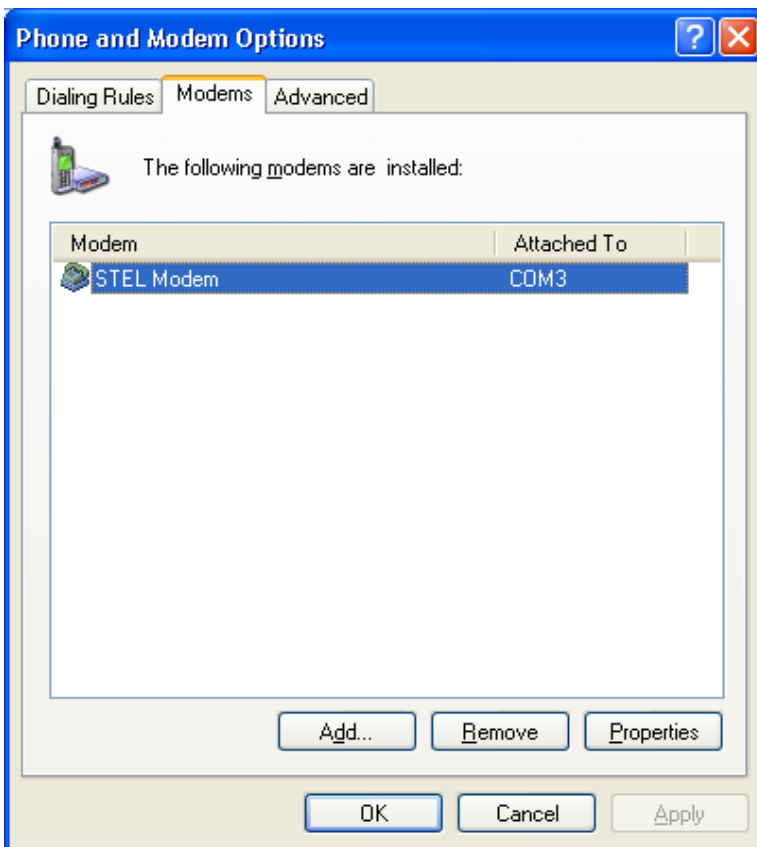 Phone and Modem Options
Dialing Rules Modems Advanced
The following modems are installed:
Modem Attached To
STEL Modem COM3
Add... Remove Properties
OK Cancel Apply